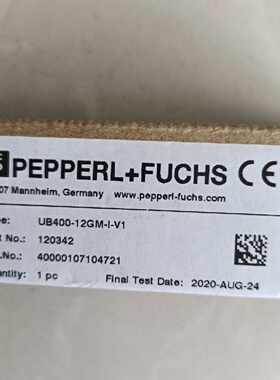 PEPPERL+FUCHS CE
07 Mannheim, Germany www.pepperl-fuchs.com
e: UB400-12GM-I-V1
t No.: 120342
.No.: 40000107104721
antity: 1 pc Final Test Date: 2020-AUG-24